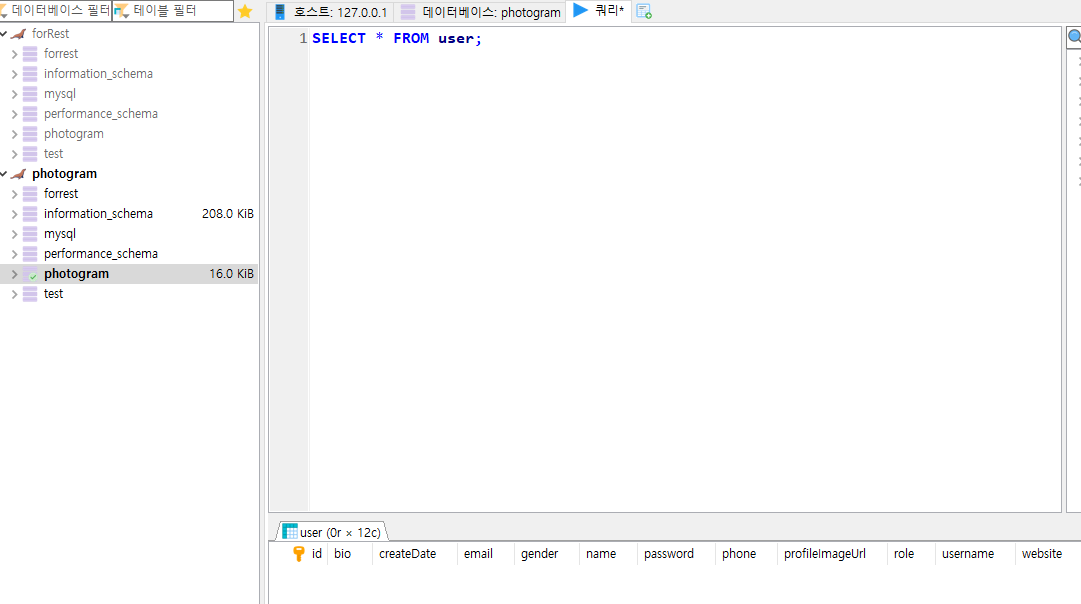 데이터베이스 필터 테이블 필터
호스트: 127.0.0.1 데이터베이스: photogram 쿼리*
forRest
forrest
information_schema
mysql
performance_schema
photogram
test
photogram
forrest
information_schema 208.0 KiB
mysql
performance_schema
photogram 16.0 KiB
test
1 SELECT * FROM user;
user (0r × 12c)
id bio createDate email gender name password phone profileImageUrl role username website